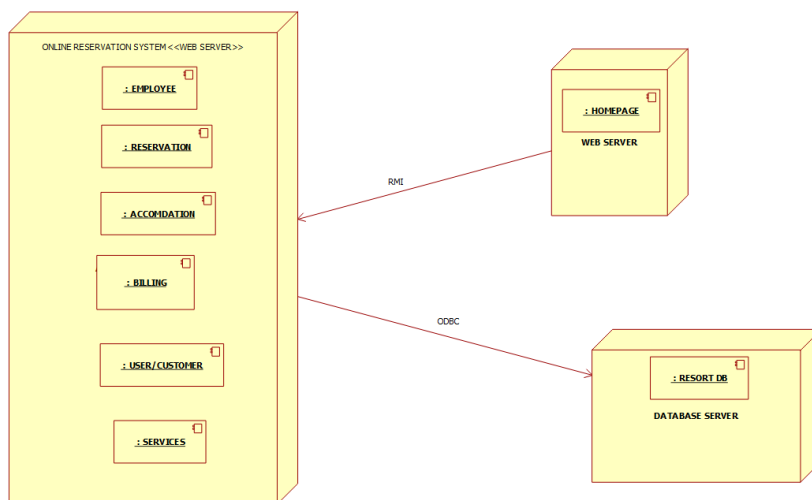 ONLINE RESERVATION SYSTEM <<WEB SERVER>>
: EMPLOYEE
: RESERVATION
: ACCOMDATION
: BILLING
: USER/CUSTOMER
: SERVICES
RMI
ODBC
: HOMEPAGE
WEB SERVER
: RESORT DB
DATABASE SERVER